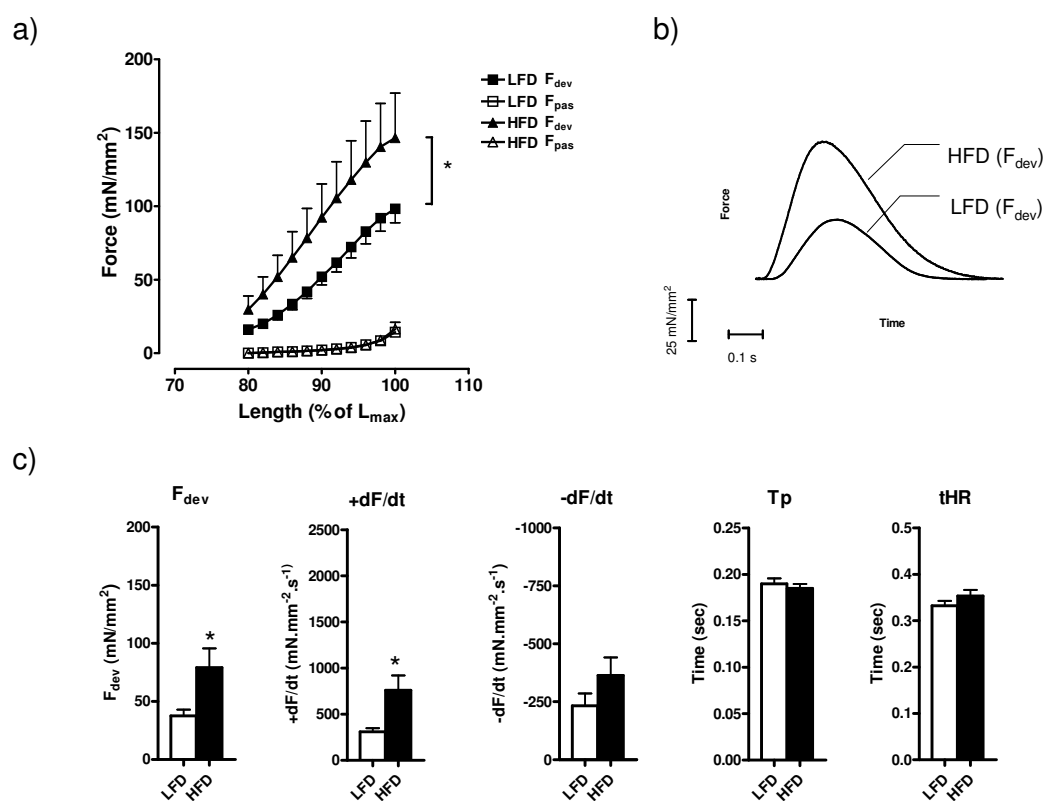 a)
200
150
100
50
0
Force (mN/mm²)
70 80 90 100 110
Length (% of Lmax)
LFD Fdev
LFD Fpas
HFD Fdev
HFD Fpas
*
b)
HFD (Fdev)
LFD (Fdev)
Force
Time
25 mN/mm²
0.1 s
c)
Fdev
200
150
100
50
0
Fdev (mN/mm²)
*
LFD HFD
+dF/dt
2500
2000
1500
1000
500
0
+dF/dt (mN.mm⁻².s⁻¹)
*
LFD HFD
-dF/dt
-1000
-750
-500
-250
-0
-dF/dt (mN.mm⁻².s⁻¹)
LFD HFD
Tp
0.25
0.20
0.15
0.10
0.05
0.00
Time (sec)
LFD HFD
tHR
0.5
0.4
0.3
0.2
0.1
0.0
Time (sec)
LFD HFD